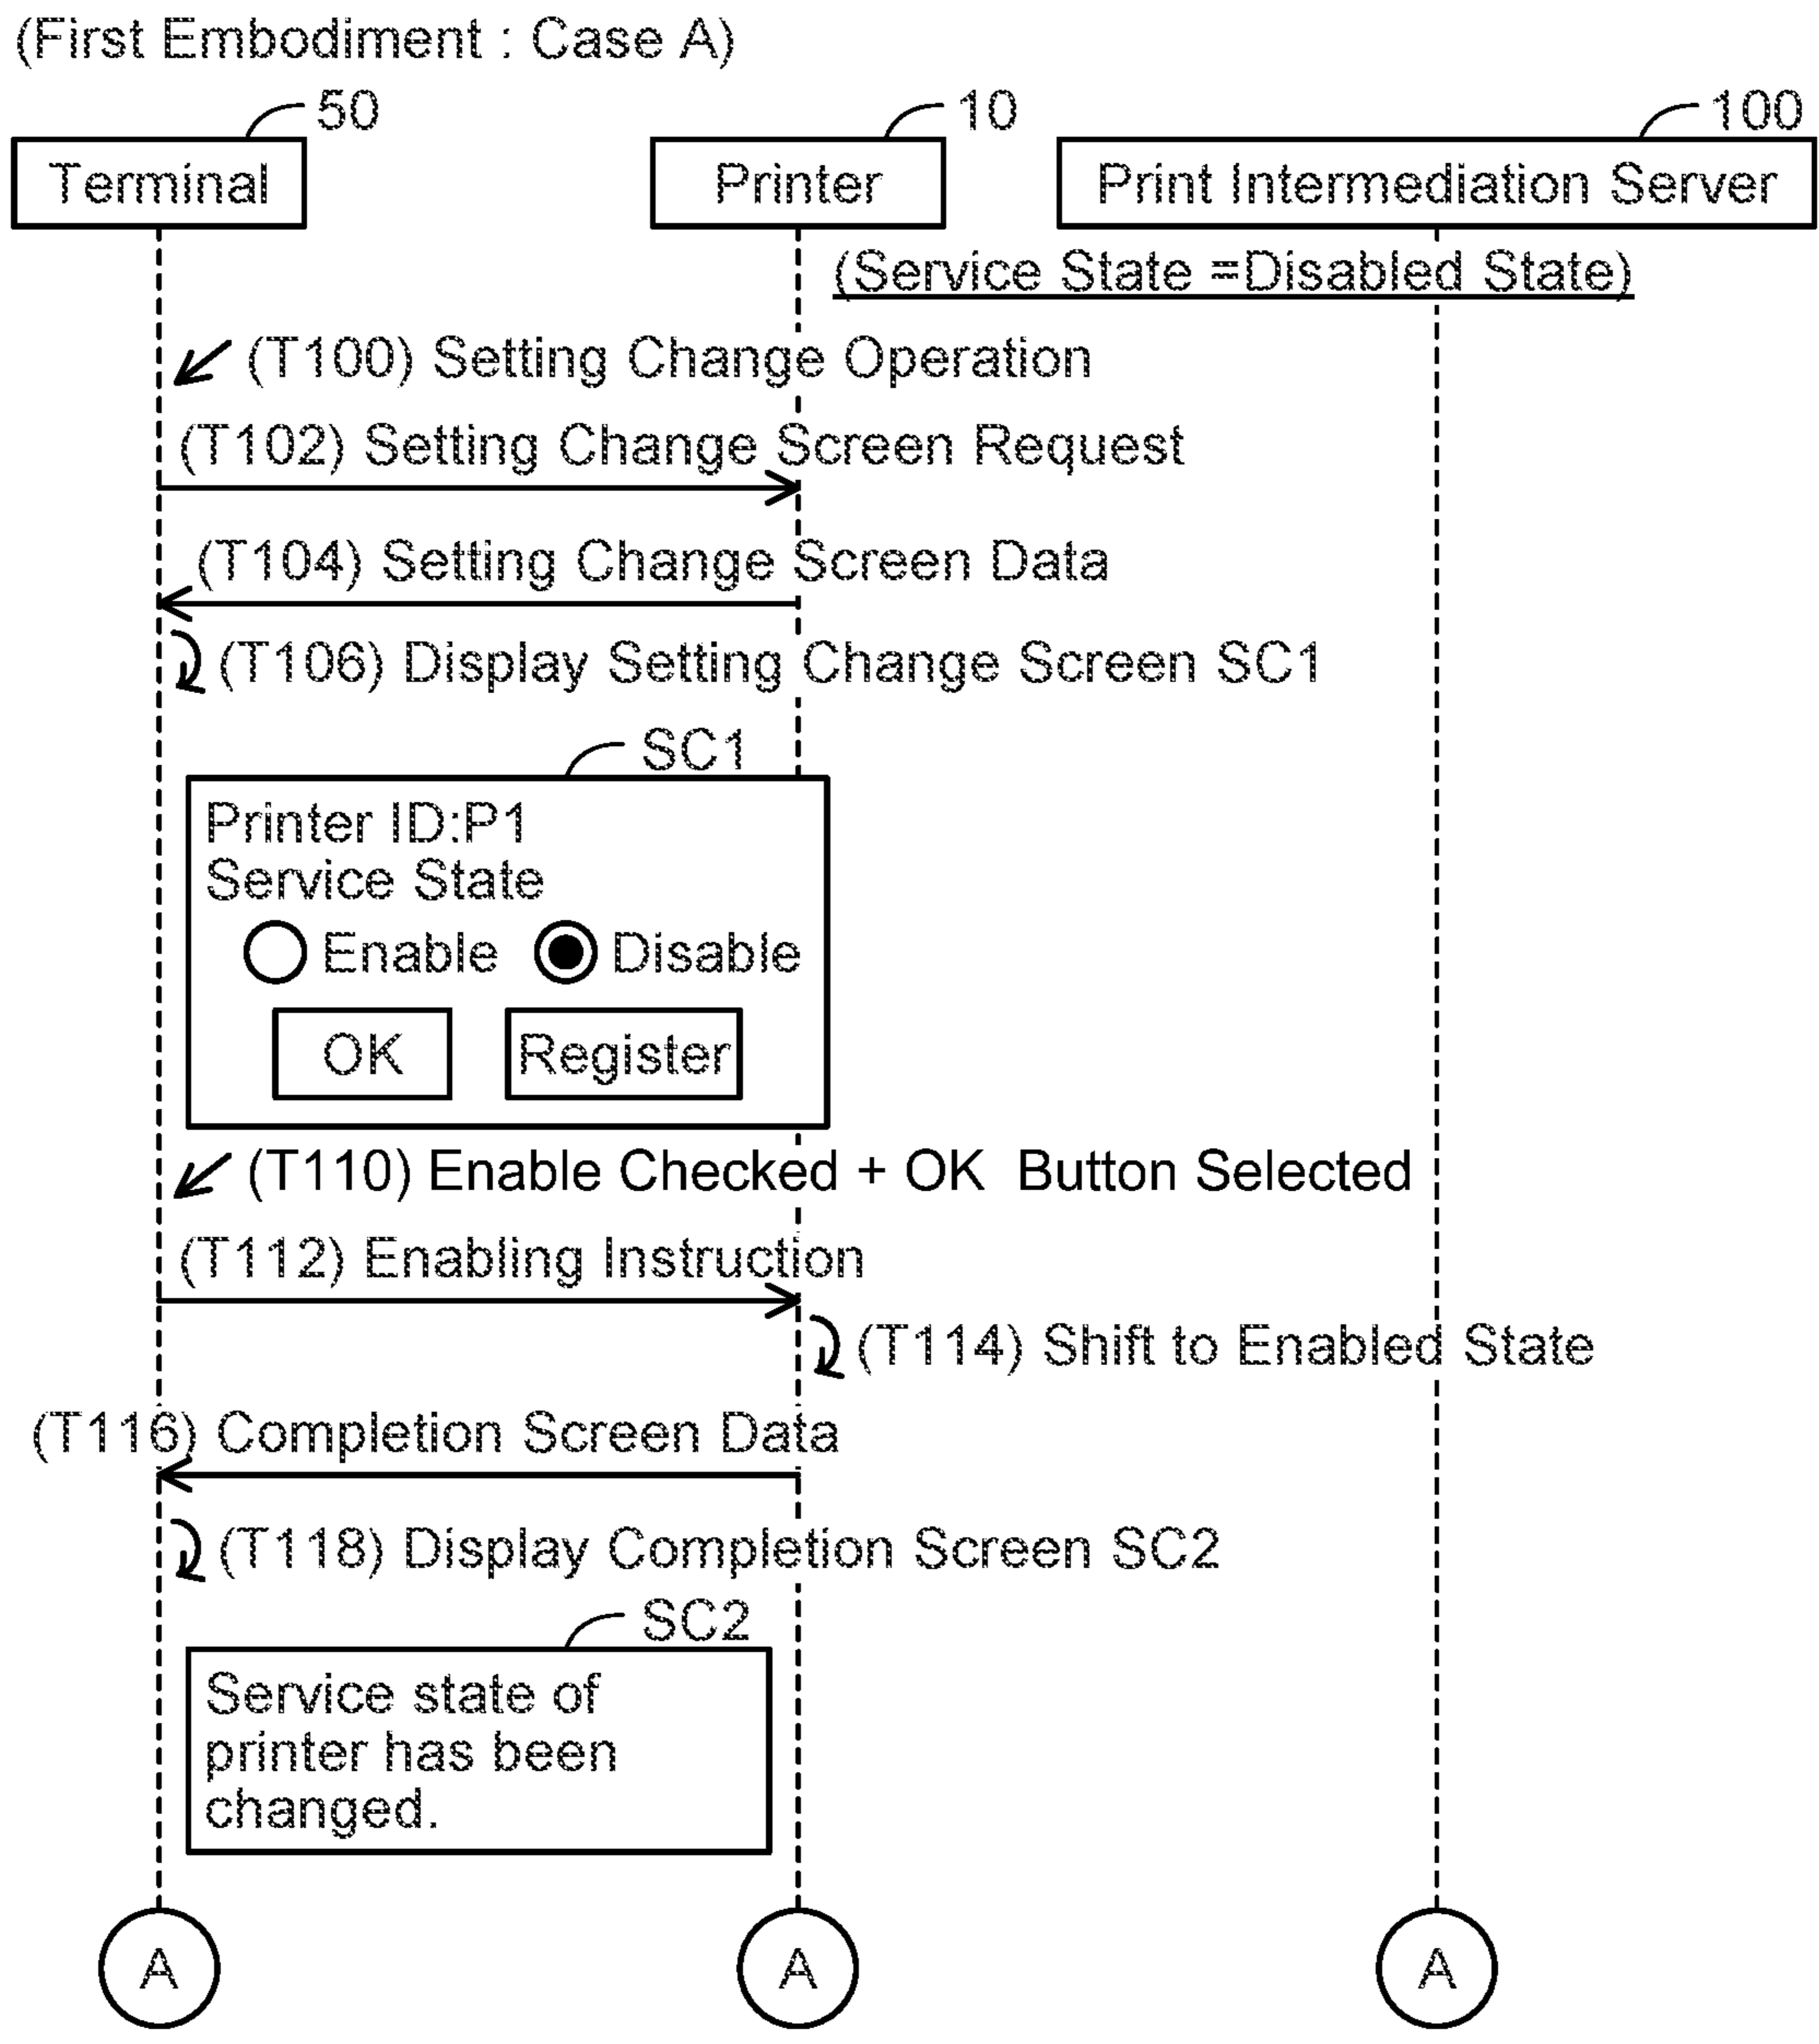 (First Embodiment : Case A)
50
10
100
Terminal
Printer
Print Intermediation Server
(Service State =Disabled State)
(T100) Setting Change Operation
(T102) Setting Change Screen Request
(T104) Setting Change Screen Data
(T106) Display Setting Change Screen SC1
SC1
Printer ID:P1
Service State
Enable Disable
OK Register
(T110) Enable Checked + OK Button Selected
(T112) Enabling Instruction
(T114) Shift to Enabled State
(T116) Completion Screen Data
(T118) Display Completion Screen SC2
SC2
Service state of
printer has been
changed.
A
A
A